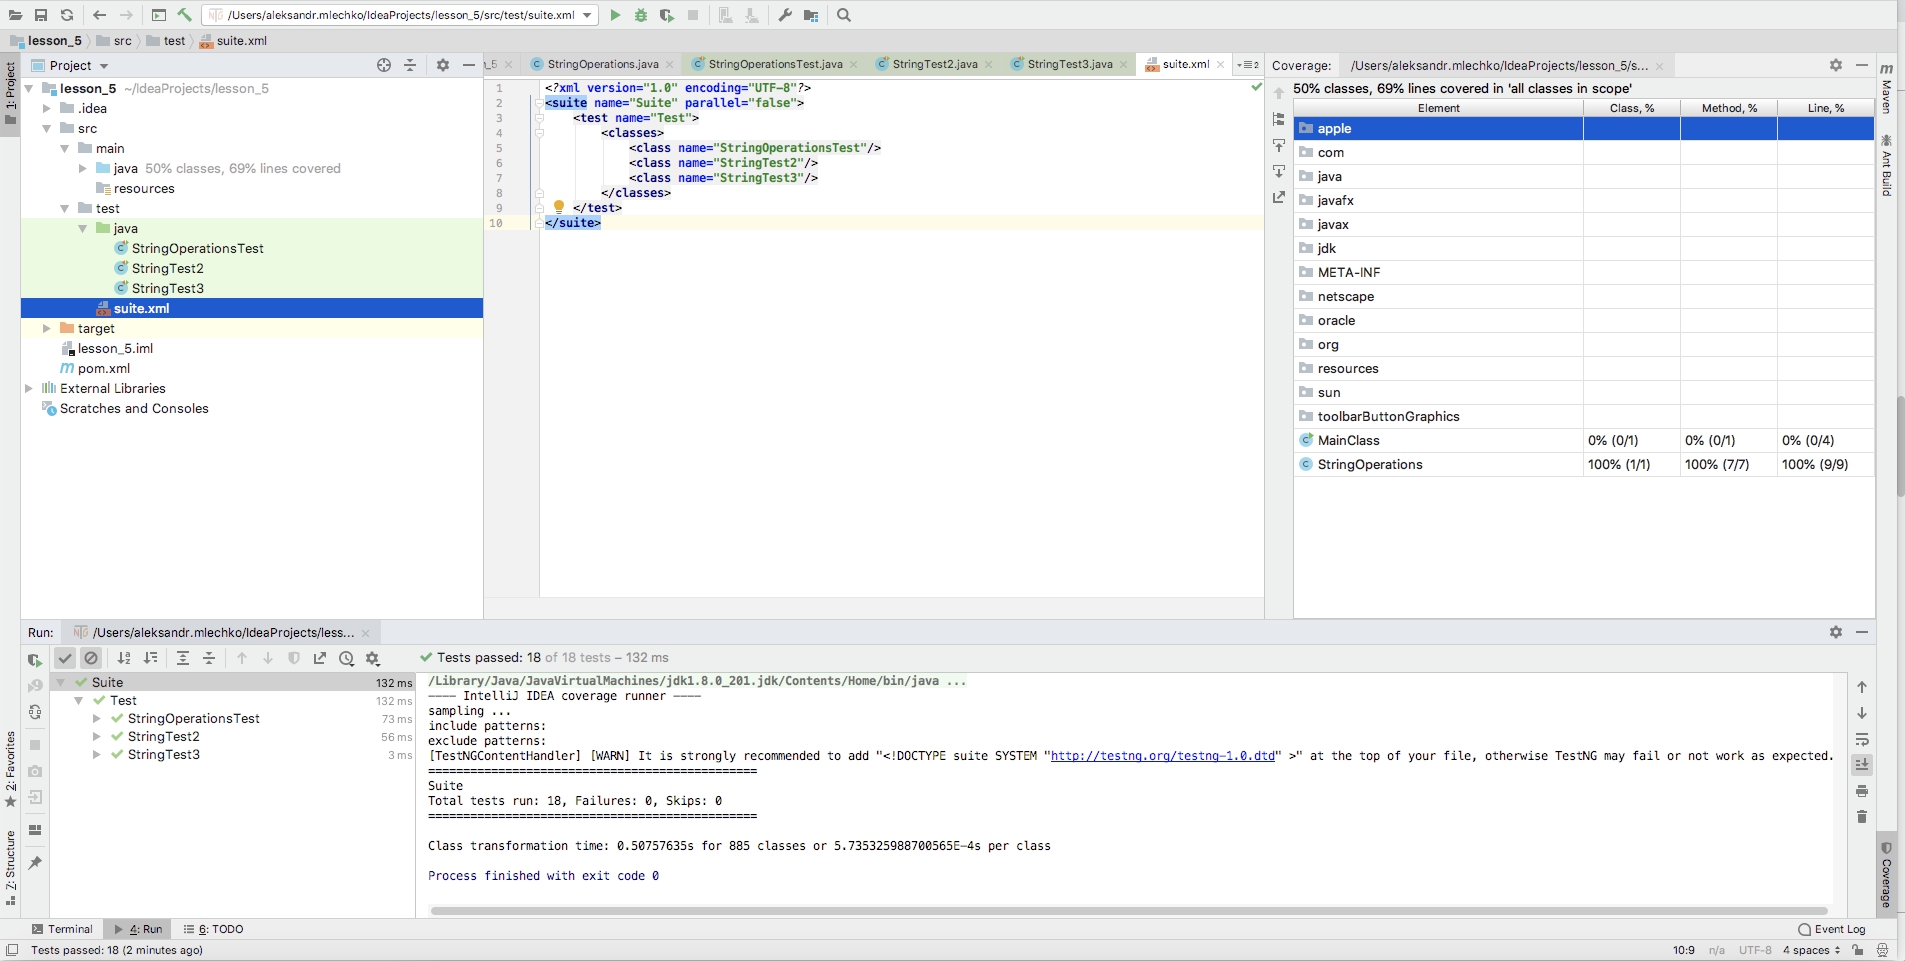 /Users/aleksandr.mlechko/IdeaProjects/lesson_5/src/test/suite.xml
lesson_5 src test suite.xml
1: Project
Project
lesson_5 ~/IdeaProjects/lesson_5
.idea
src
main
java 50% classes, 69% lines covered
resources
test
java
StringOperationsTest
StringTest2
StringTest3
suite.xml
target
lesson_5.iml
m pom.xml
External Libraries
Scratches and Consoles
_5 StringOperations.java StringOperationsTest.java StringTest2.java StringTest3.java suite.xml
1 <?xml version="1.0" encoding="UTF-8"?>
2 <suite name="Suite" parallel="false">
3 <test name="Test">
4 <classes>
5 <class name="StringOperationsTest"/>
6 <class name="StringTest2"/>
7 <class name="StringTest3"/>
8 </classes>
9 </test>
10 </suite>
Coverage: /Users/aleksandr.mlechko/IdeaProjects/lesson_5/s...
50% classes, 69% lines covered in 'all classes in scope'
Element Class, % Method, % Line, %
apple
com
java
javafx
javax
jdk
META-INF
netscape
oracle
org
resources
sun
toolbarButtonGraphics
MainClass 0% (0/1) 0% (0/1) 0% (0/4)
StringOperations 100% (1/1) 100% (7/7) 100% (9/9)
m Maven
Ant Build
Run: /Users/aleksandr.mlechko/IdeaProjects/less...
Tests passed: 18 of 18 tests – 132 ms
Suite 132 ms
Test 132 ms
StringOperationsTest 73 ms
StringTest2 56 ms
StringTest3 3 ms
/Library/Java/JavaVirtualMachines/jdk1.8.0_201.jdk/Contents/Home/bin/java ...
---- IntelliJ IDEA coverage runner ----
sampling ...
include patterns:
exclude patterns:
[TestNGContentHandler] [WARN] It is strongly recommended to add "<!DOCTYPE suite SYSTEM "http://testng.org/testng-1.0.dtd" >" at the top of your file, otherwise TestNG may fail or not work as expected.
===============================================
Suite
Total tests run: 18, Failures: 0, Skips: 0
===============================================
Class transformation time: 0.50757635s for 885 classes or 5.735325988700565E-4s per class
Process finished with exit code 0
2: Favorites
Z: Structure
Coverage
Terminal 4: Run 6: TODO
Event Log
Tests passed: 18 (2 minutes ago)
10:9 n/a UTF-8 4 spaces